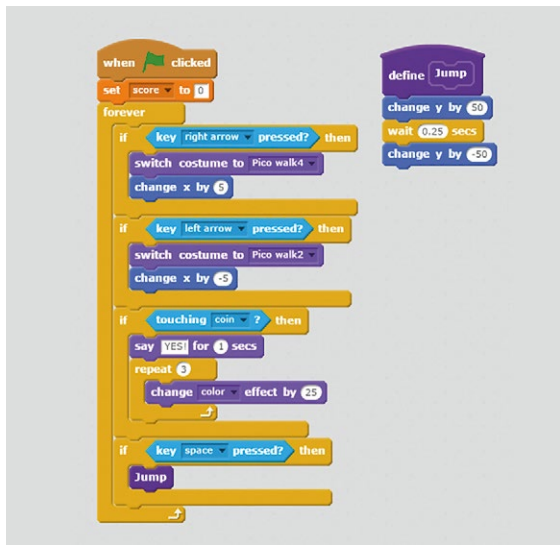 when clicked
set score to 0
forever
if key right arrow pressed? then
switch costume to Pico walk4
change x by 5
if key left arrow pressed? then
switch costume to Pico walk2
change x by -5
if touching coin ? then
say YES! for 1 secs
repeat 3
change color effect by 25
if key space pressed? then
Jump
define Jump
change y by 50
wait 0.25 secs
change y by -50